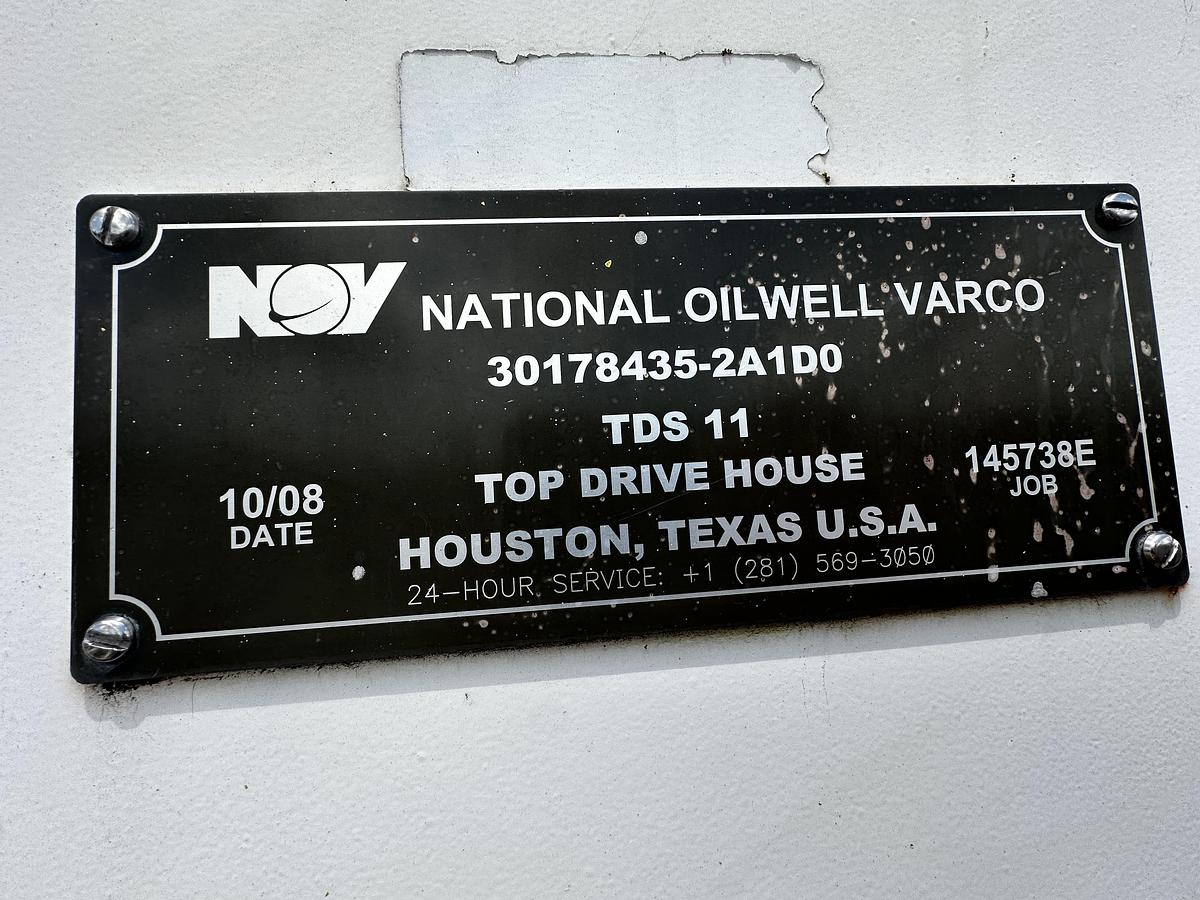 NOV NATIONAL OILWELL VARCO
30178435-2A1D0
TDS 11
TOP DRIVE HOUSE
10/08
DATE
145738E
JOB
HOUSTON, TEXAS U.S.A.
24-HOUR SERVICE: +1 (281) 569-3050